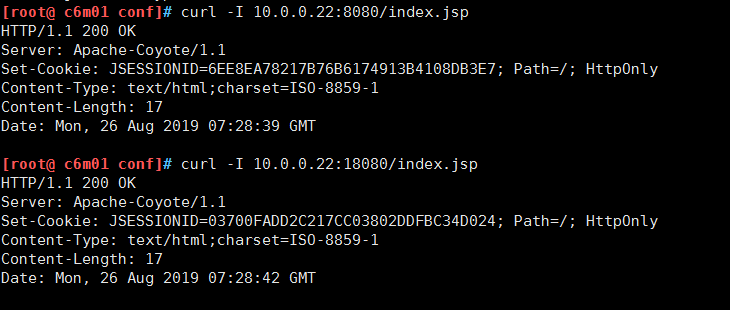 [root@ c6m01 conf]# curl -I 10.0.0.22:8080/index.jsp
HTTP/1.1 200 OK
Server: Apache-Coyote/1.1
Set-Cookie: JSESSIONID=6EE8EA78217B76B6174913B4108DB3E7; Path=/; HttpOnly
Content-Type: text/html;charset=ISO-8859-1
Content-Length: 17
Date: Mon, 26 Aug 2019 07:28:39 GMT
[root@ c6m01 conf]# curl -I 10.0.0.22:18080/index.jsp
HTTP/1.1 200 OK
Server: Apache-Coyote/1.1
Set-Cookie: JSESSIONID=03700FADD2C217CC03802DDFBC34D024; Path=/; HttpOnly
Content-Type: text/html;charset=ISO-8859-1
Content-Length: 17
Date: Mon, 26 Aug 2019 07:28:42 GMT